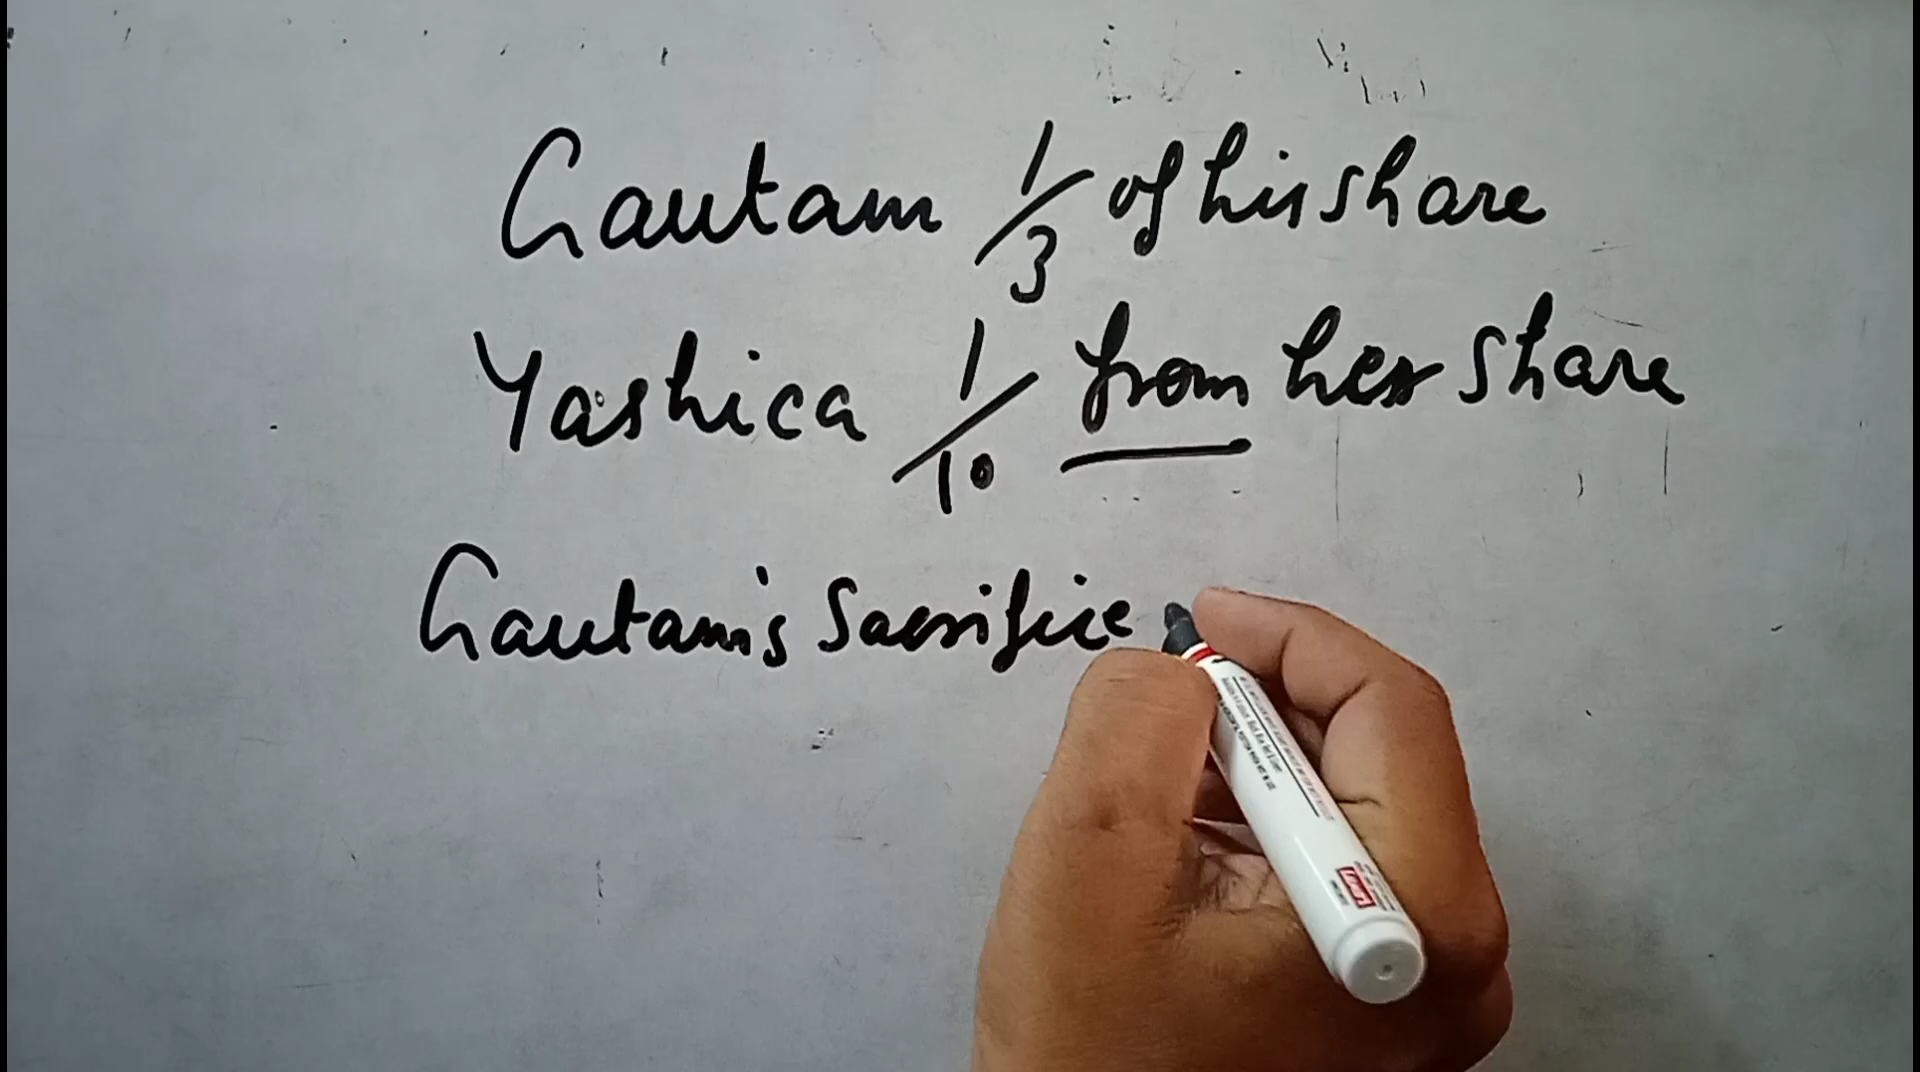 Gautam 1/3 of his share
Yashica 1/10 from her share
Gautam's Sacrifice